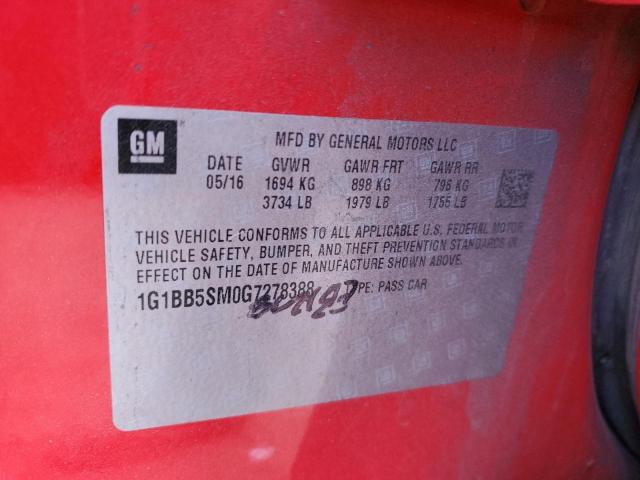 GM
MFD BY GENERAL MOTORS LLC
DATE GVWR GAWR FRT GAWR RR
05/16 1694 KG 898 KG 796 KG
3734 LB 1979 LB 1755 LB
THIS VEHICLE CONFORMS TO ALL APPLICABLE U.S. FEDERAL MOTOR
VEHICLE SAFETY, BUMPER, AND THEFT PREVENTION STANDARDS IN
EFFECT ON THE DATE OF MANUFACTURE SHOWN ABOVE.
1G1BB5SM0G7278388 TYPE: PASS CAR